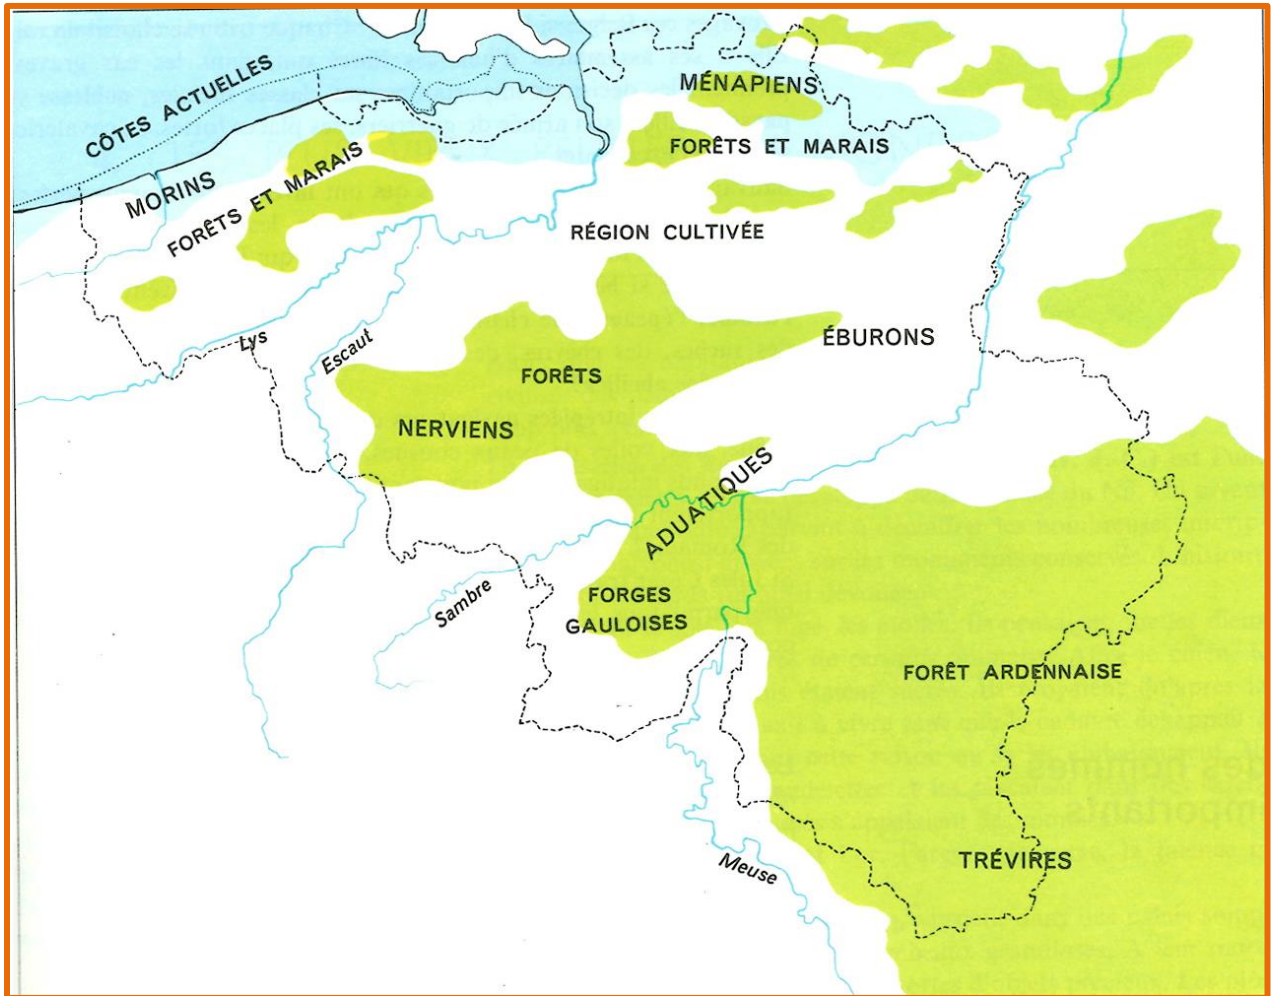 CÔTES ACTUELLES
MÉNAPIENS
FORÊTS ET MARAIS
MORINS
FORÊTS ET MARAIS
RÉGION CULTIVÉE
Lys
Escaut
ÉBURONS
FORÊTS
NERVIENS
ADUATIQUES
Sambre
FORGES
GAULOISES
FORÊT ARDENNAISE
TRÉVIRES
Meuse